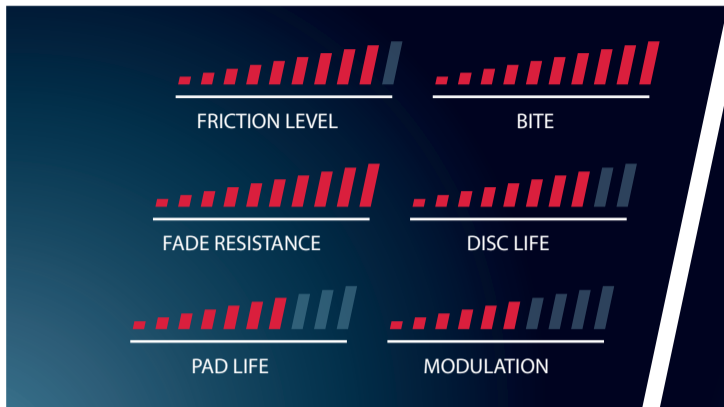 FRICTION LEVEL
BITE
FADE RESISTANCE
DISC LIFE
PAD LIFE
MODULATION